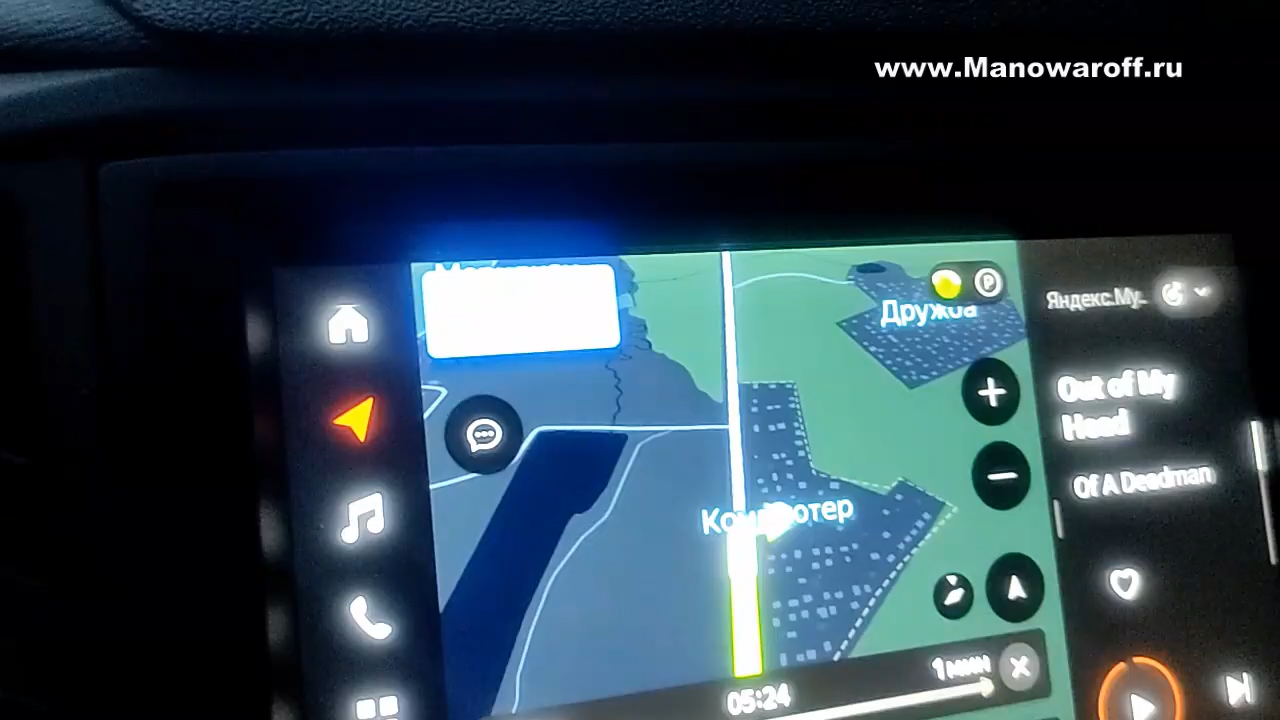 www.Manowaroff.ru
Дружба
P
Яндекс.Му..
Out of My
Head
Of A Deadman
1 мин
05:24